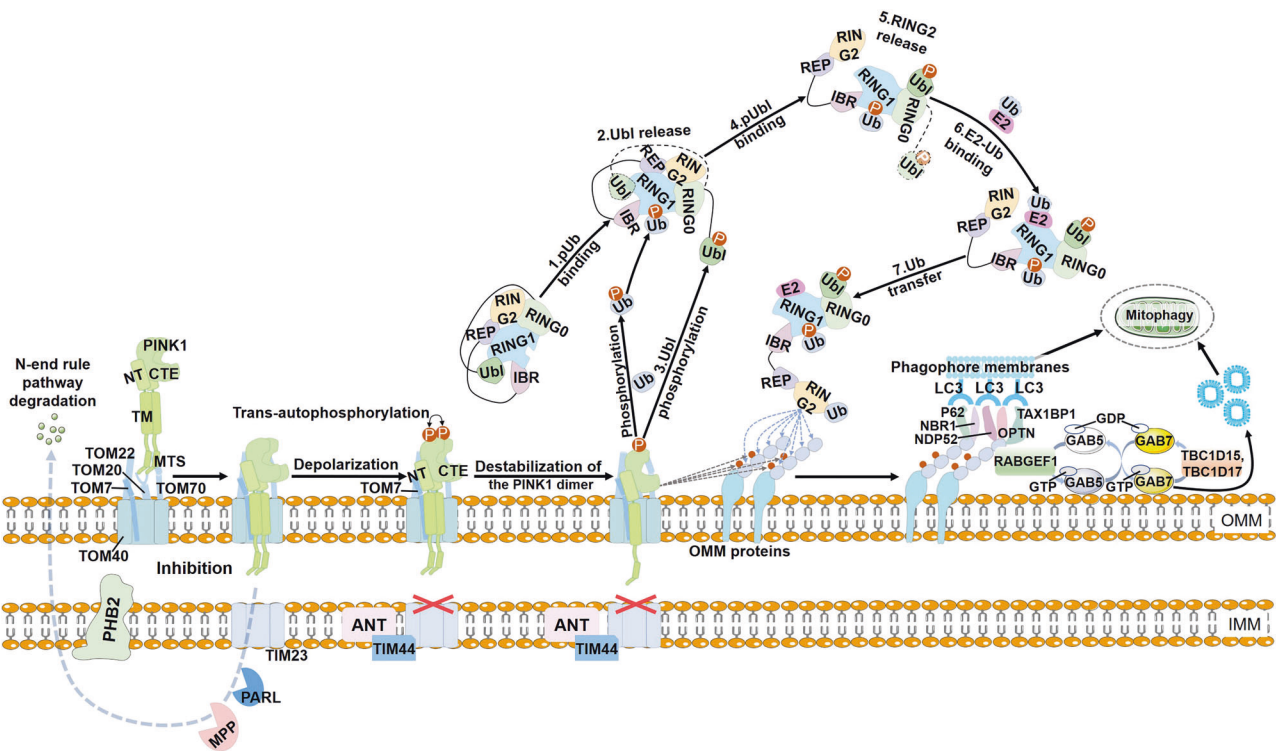 5.RING2
release
RIN
G2
REP
RING1
P
Ubl
IBR
P
Ub
RING0
Ub
E2
4.pUbl
binding
6.E2-Ub
binding
P
Ubl
2.Ubl release
REP
RIN
G2
Ubl
RING1
RING0
P
IBR
Ub
RIN
G2
REP
Ub
E2
P
Ubl
RING1
RING0
IBR
P
Ub
1.pUb
binding
P
Ubl
7.Ub
transfer
P
Ub
RIN
G2
RING0
REP
RING1
Ubl
IBR
E2
P
Ubl
RING1
RING0
P
Ub
IBR
REP
RIN
G2
Ub
Phosphorylation
Ub
3.Ubl
phosphorylation
Mitophagy
Phagophore membranes
LC3
LC3
LC3
P62
NBR1
NDP52
TAX1BP1
OPTN
GDP
GAB5
GAB7
RABGEF1
TBC1D15,
TBC1D17
GTP
GAB5
GTP
GAB7
N-end rule
pathway
degradation
PINK1
NT
CTE
TM
MTS
TOM22
TOM20
TOM7
TOM70
TOM40
Trans-autophosphorylation
P
P
Depolarization
NT
CTE
TOM7
Destabilization of
the PINK1 dimer
P
OMM proteins
OMM
Inhibition
PHB2
TIM23
ANT
TIM44
ANT
TIM44
IMM
PARL
MPP